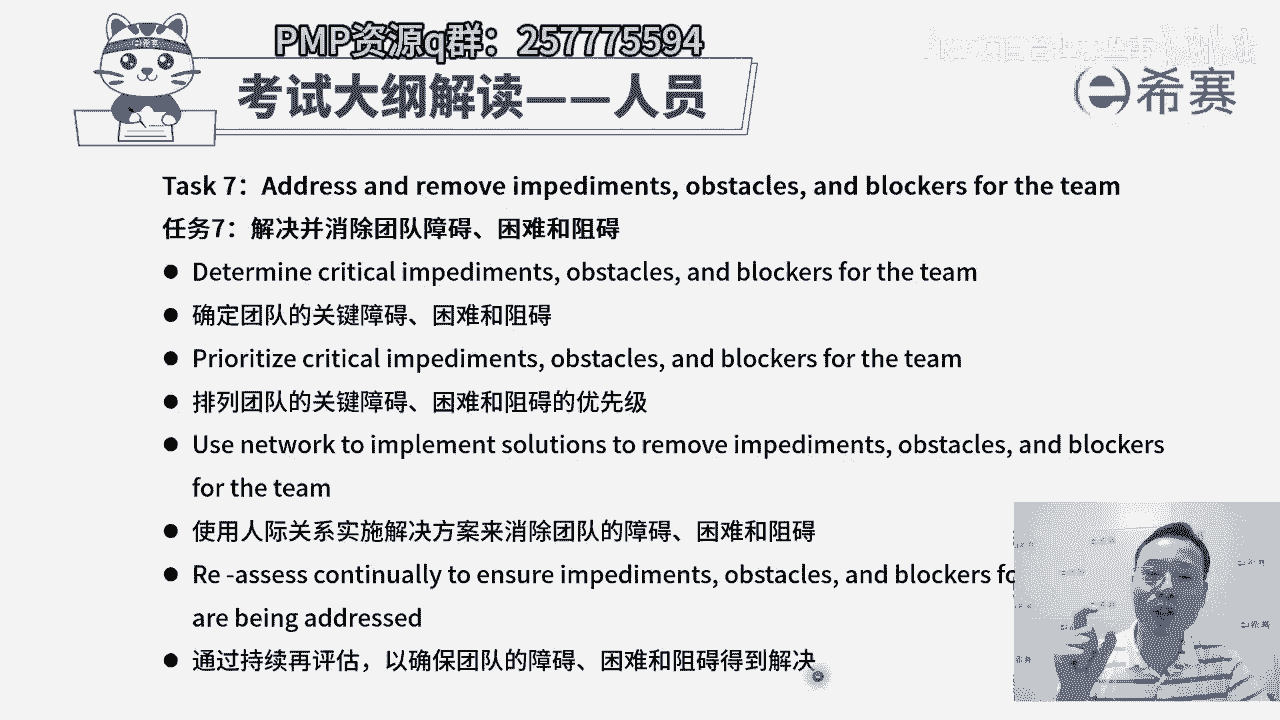 PMP资源q群：257775594
考试大纲解读——人员
希赛
Task 7：Address and remove impediments, obstacles, and blockers for the team
任务7：解决并消除团队障碍、困难和阻碍
● Determine critical impediments, obstacles, and blockers for the team
● 确定团队的关键障碍、困难和阻碍
● Prioritize critical impediments, obstacles, and blockers for the team
● 排列团队的关键障碍、困难和阻碍的优先级
● Use network to implement solutions to remove impediments, obstacles, and blockers
for the team
● 使用人际关系实施解决方案来消除团队的障碍、困难和阻碍
● Re -assess continually to ensure impediments, obstacles, and blockers
are being addressed
● 通过持续再评估，以确保团队的障碍、困难和阻碍得到解决